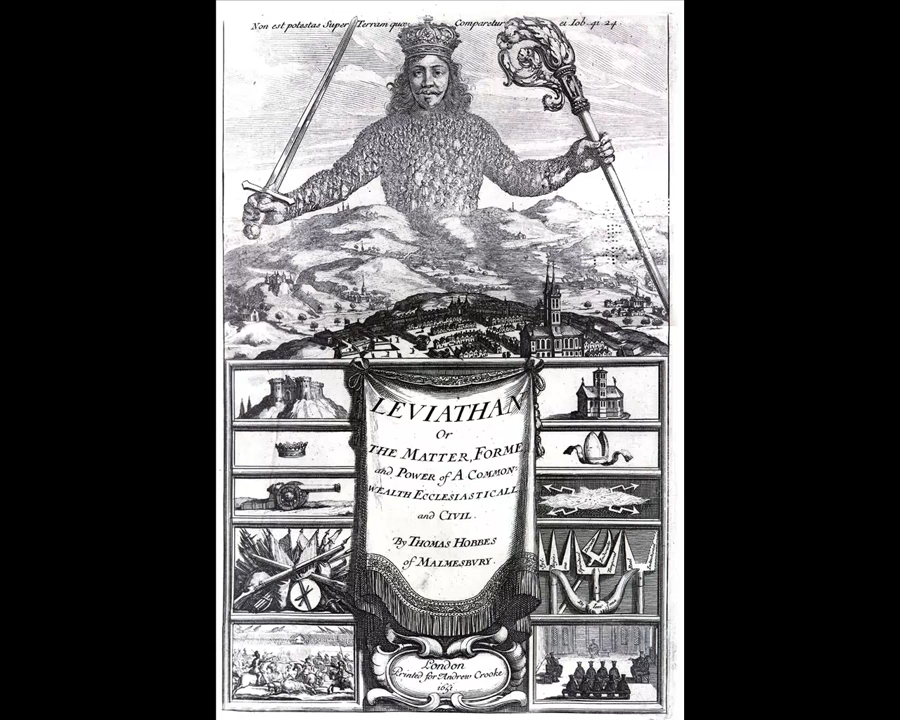 Non est potestas Super Terram quæ Comparetur ei Iob. 41. 24.
LEVIATHAN
Or
THE MATTER, FORME
and POWER of A COMMON=
WEALTH ECCLESIASTICALL
and CIVIL.
By THOMAS HOBBES
of MALMESBVRY.
London
Printed for Andrew Crooke
1651